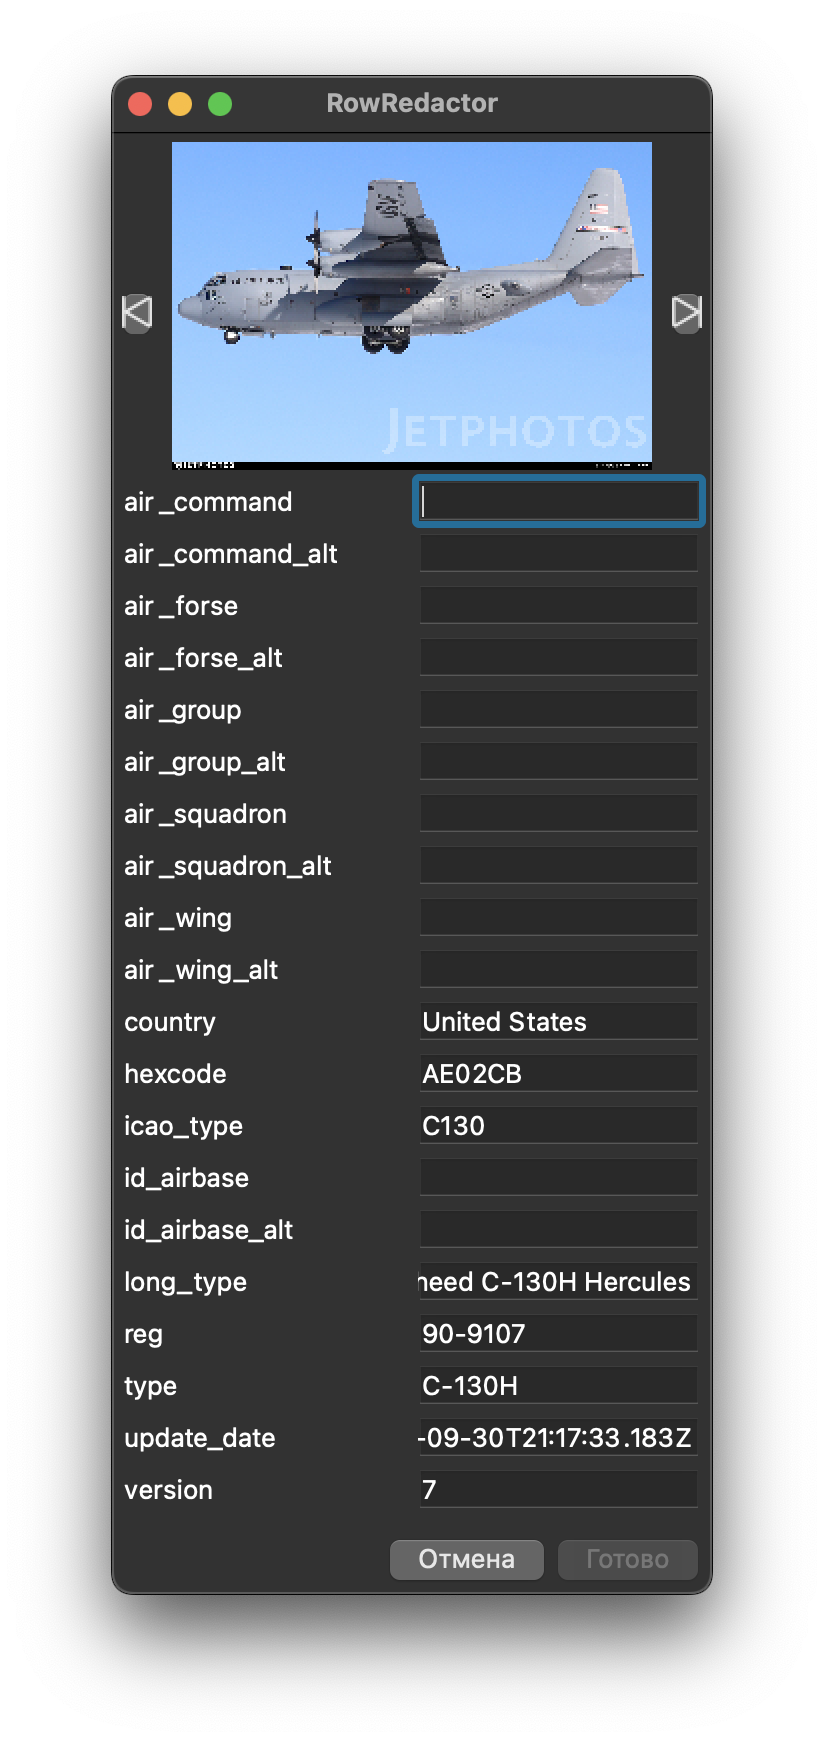 RowRedactor
JETPHOTOS
air_command
air_command_alt
air_forse
air_forse_alt
air_group
air_group_alt
air_squadron
air_squadron_alt
air_wing
air_wing_alt
country United States
hexcode AE02CB
icao_type C130
id_airbase
id_airbase_alt
long_type heed C-130H Hercules
reg 90-9107
type C-130H
update_date -09-30T21:17:33.183Z
version 7
Отмена Готово